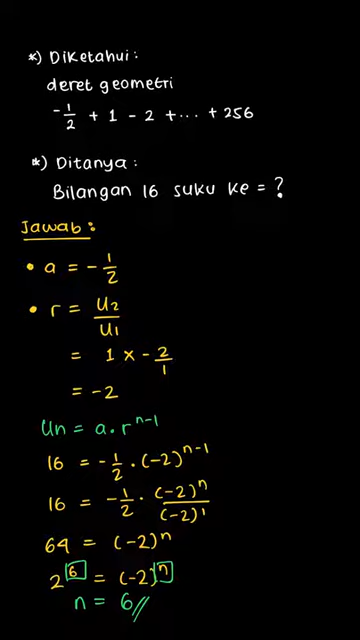 *) Diketahui:
deret geometri
-1/2 + 1 - 2 + ... + 256
*) Ditanya:
Bilangan 16 suku ke = ?
Jawab:
• a = -1/2
• r = U2/U1
= 1 × -2/1
= -2
Un = a . r^(n-1)
16 = -1/2 . (-2)^(n-1)
16 = -1/2 . (-2)^n/(-2)^1
64 = (-2)^n
2^6 = (-2)^n
n = 6//